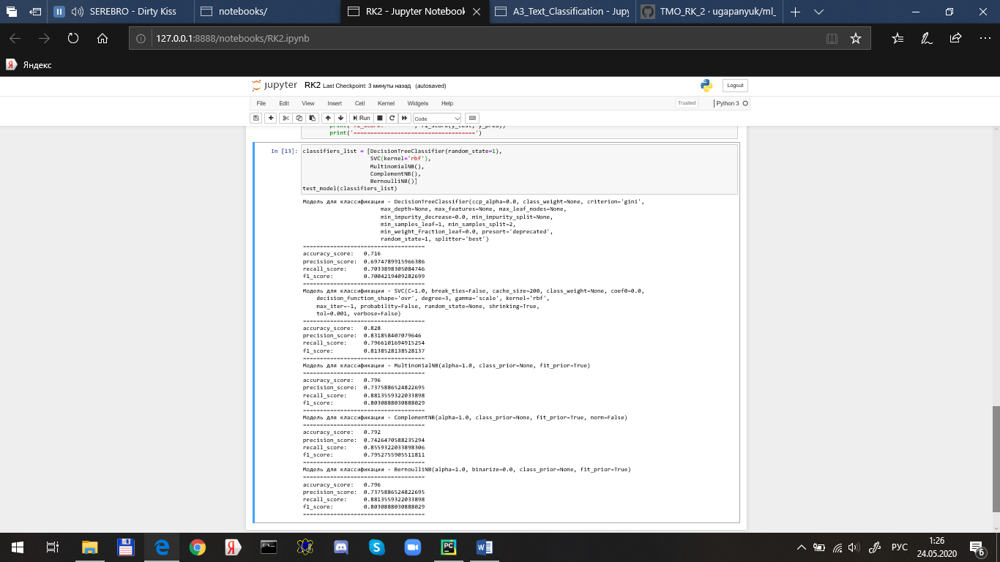 SEREBRO - Dirty Kiss
notebooks/
RK2 - Jupyter Notebook
A3_Text_Classification - Jupy
TMO_RK_2 · ugapanyuk/ml_
127.0.0.1:8888/notebooks/RK2.ipynb
Яндекс
jupyter RK2 Last Checkpoint: 3 минуты назад (autosaved)
Logout
File Edit View Insert Cell Kernel Widgets Help
Trusted Python 3
Run Code
print('===================================')
In [13]: classifiers_list = [DecisionTreeClassifier(random_state=1),
SVC(kernel='rbf'),
MultinomialNB(),
ComplementNB(),
BernoulliNB()]
test_model(classifiers_list)
Модель для классификации - DecisionTreeClassifier(ccp_alpha=0.0, class_weight=None, criterion='gini',
max_depth=None, max_features=None, max_leaf_nodes=None,
min_impurity_decrease=0.0, min_impurity_split=None,
min_samples_leaf=1, min_samples_split=2,
min_weight_fraction_leaf=0.0, presort='deprecated',
random_state=1, splitter='best')
====================================
accuracy_score: 0.716
precision_score: 0.6974789915966386
recall_score: 0.7033898305084746
f1_score: 0.7004219409282699
====================================
Модель для классификации - SVC(C=1.0, break_ties=False, cache_size=200, class_weight=None, coef0=0.0,
decision_function_shape='ovr', degree=3, gamma='scale', kernel='rbf',
max_iter=-1, probability=False, random_state=None, shrinking=True,
tol=0.001, verbose=False)
====================================
accuracy_score: 0.828
precision_score: 0.831858407079646
recall_score: 0.7966101694915254
f1_score: 0.8138528138528137
====================================
Модель для классификации - MultinomialNB(alpha=1.0, class_prior=None, fit_prior=True)
====================================
accuracy_score: 0.796
precision_score: 0.7375886524822695
recall_score: 0.8813559322033898
f1_score: 0.8030888030888029
====================================
Модель для классификации - ComplementNB(alpha=1.0, class_prior=None, fit_prior=True, norm=False)
====================================
accuracy_score: 0.792
precision_score: 0.7426470588235294
recall_score: 0.8559322033898306
f1_score: 0.7952755905511811
====================================
Модель для классификации - BernoulliNB(alpha=1.0, binarize=0.0, class_prior=None, fit_prior=True)
====================================
accuracy_score: 0.796
precision_score: 0.7375886524822695
recall_score: 0.8813559322033898
f1_score: 0.8030888030888029
====================================
РУС
1:26
24.05.2020
6